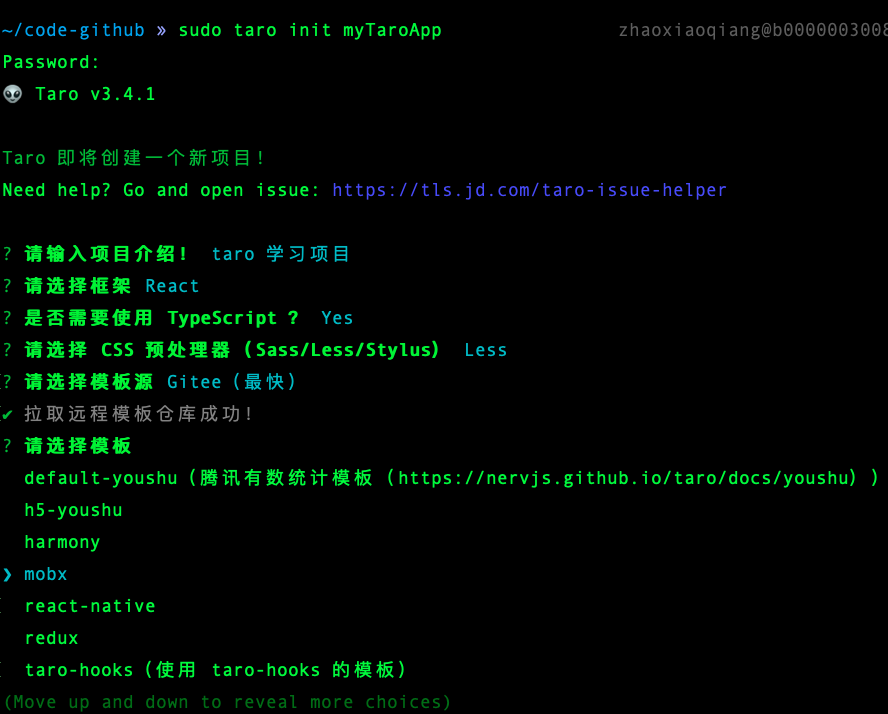 ~/code-github » sudo taro init myTaroApp zhaoxiaoqiang@b0000003008
Password:
👽 Taro v3.4.1
Taro 即将创建一个新项目！
Need help? Go and open issue: https://tls.jd.com/taro-issue-helper
? 请输入项目介绍！ taro 学习项目
? 请选择框架 React
? 是否需要使用 TypeScript ？ Yes
? 请选择 CSS 预处理器（Sass/Less/Stylus） Less
? 请选择模板源 Gitee（最快）
✔ 拉取远程模板仓库成功！
? 请选择模板
default-youshu（腾讯有数统计模板（https://nervjs.github.io/taro/docs/youshu））
h5-youshu
harmony
❯ mobx
react-native
redux
taro-hooks（使用 taro-hooks 的模板）
(Move up and down to reveal more choices)